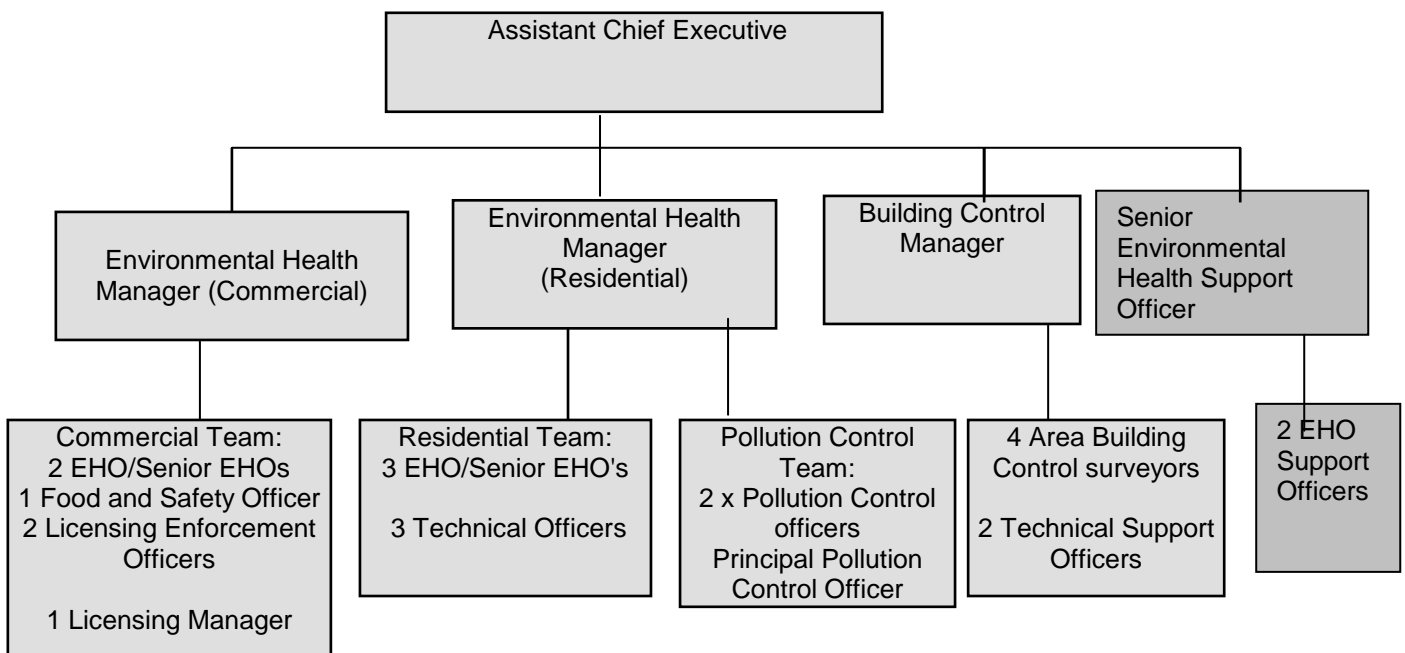 Assistant Chief Executive
Environmental Health
Manager (Commercial)
Environmental Health
Manager
(Residential)
Building Control
Manager
Senior
Environmental
Health Support
Officer
Commercial Team:
2 EHO/Senior EHOs
1 Food and Safety Officer
2 Licensing Enforcement
Officers
1 Licensing Manager
Residential Team:
3 EHO/Senior EHO's
3 Technical Officers
Pollution Control
Team:
2 x Pollution Control
officers
Principal Pollution
Control Officer
4 Area Building
Control surveyors
2 Technical Support
Officers
2 EHO
Support
Officers